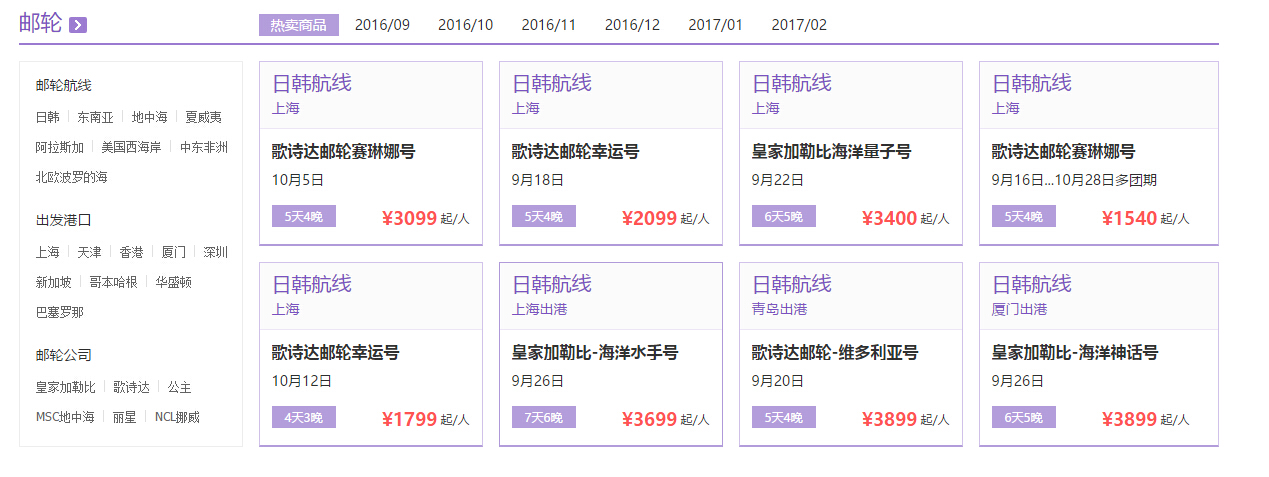 邮轮
热卖商品 2016/09 2016/10 2016/11 2016/12 2017/01 2017/02
邮轮航线
日韩 东南亚 地中海 夏威夷
阿拉斯加 美国西海岸 中东非洲
北欧波罗的海
出发港口
上海 天津 香港 厦门 深圳
新加坡 哥本哈根 华盛顿
巴塞罗那
邮轮公司
皇家加勒比 歌诗达 公主
MSC地中海 丽星 NCL挪威
日韩航线
上海
歌诗达邮轮赛琳娜号
10月5日
5天4晚 ¥3099 起/人
日韩航线
上海
歌诗达邮轮幸运号
9月18日
5天4晚 ¥2099 起/人
日韩航线
上海
皇家加勒比海洋量子号
9月22日
6天5晚 ¥3400 起/人
日韩航线
上海
歌诗达邮轮赛琳娜号
9月16日...10月28日多团期
5天4晚 ¥1540 起/人
日韩航线
上海
歌诗达邮轮幸运号
10月12日
4天3晚 ¥1799 起/人
日韩航线
上海出港
皇家加勒比-海洋水手号
9月26日
7天6晚 ¥3699 起/人
日韩航线
青岛出港
歌诗达邮轮-维多利亚号
9月20日
5天4晚 ¥3899 起/人
日韩航线
厦门出港
皇家加勒比-海洋神话号
9月26日
6天5晚 ¥3899 起/人